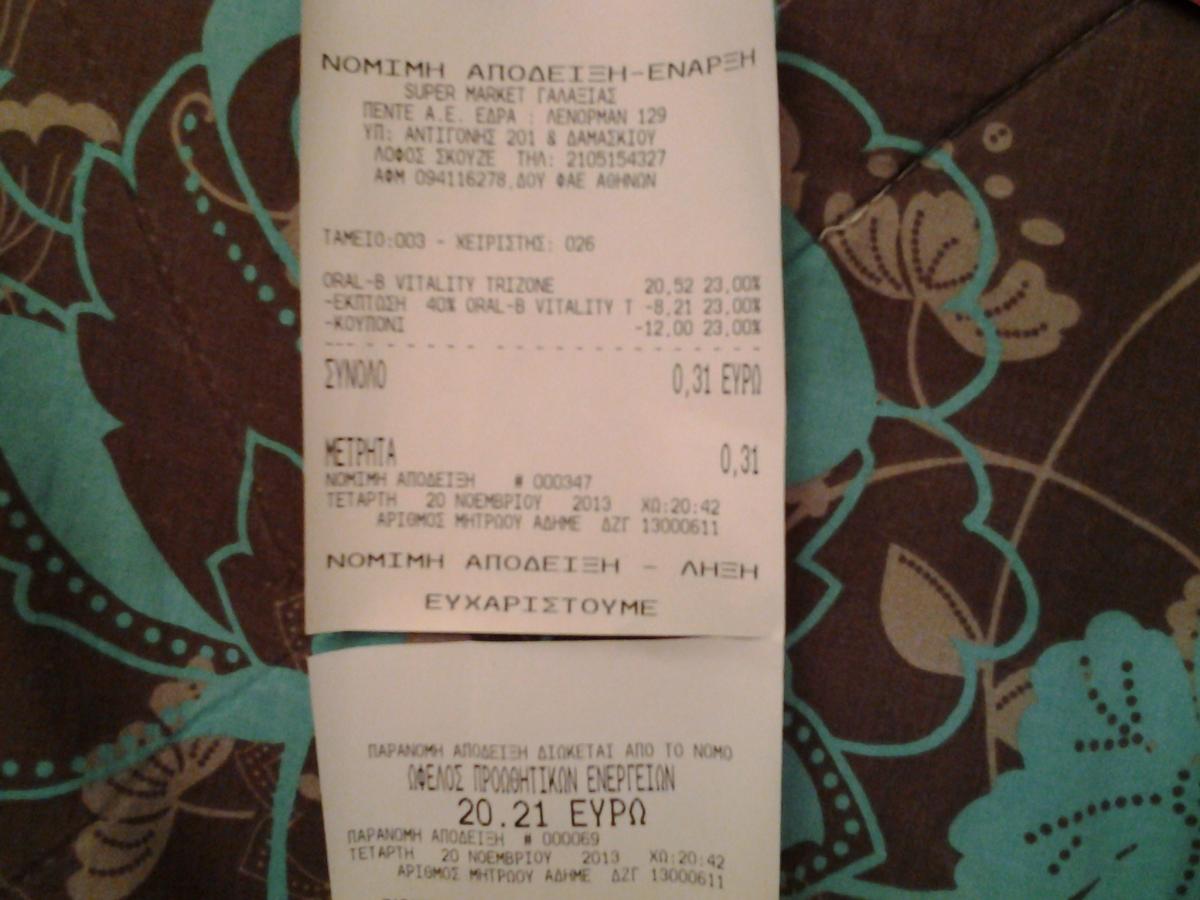 ΝΟΜΙΜΗ ΑΠΟΔΕΙΞΗ-ΕΝΑΡΞΗ
SUPER MARKET ΓΑΛΑΞΙΑΣ
ΠΕΝΤΕ Α.Ε. ΕΔΡΑ : ΛΕΝΟΡΜΑΝ 129
ΥΠ: ΑΝΤΙΓΟΝΗΣ 201 & ΔΑΜΑΣΚΙΟΥ
ΛΟΦΟΣ ΣΚΟΥΖΕ ΤΗΛ: 2105154327
ΑΦΜ 094116278,ΔΟΥ ΦΑΕ ΑΘΗΝΩΝ
ΤΑΜΕΙΟ:003 - ΧΕΙΡΙΣΤΗΣ: 026
ORAL-B VITALITY TRIZONE 20,52 23,00%
-ΕΚΠΤΩΣΗ 40% ORAL-B VITALITY T -8,21 23,00%
-ΚΟΥΠΟΝΙ -12,00 23,00%
ΣΥΝΟΛΟ 0,31 ΕΥΡΩ
ΜΕΤΡΗΤΑ 0,31
ΝΟΜΙΜΗ ΑΠΟΔΕΙΞΗ # 000347
ΤΕΤΑΡΤΗ 20 ΝΟΕΜΒΡΙΟΥ 2013 ΧΩ:20:42
ΑΡΙΘΜΟΣ ΜΗΤΡΩΟΥ ΑΔΗΜΕ ΔΖΓ 13000611
ΝΟΜΙΜΗ ΑΠΟΔΕΙΞΗ - ΛΗΞΗ
ΕΥΧΑΡΙΣΤΟΥΜΕ
ΠΑΡΑΝΟΜΗ ΑΠΟΔΕΙΞΗ ΔΙΩΚΕΤΑΙ ΑΠΟ ΤΟ ΝΟΜΟ
ΩΦΕΛΟΣ ΠΡΟΩΘΗΤΙΚΩΝ ΕΝΕΡΓΕΙΩΝ
20.21 ΕΥΡΩ
ΠΑΡΑΝΟΜΗ ΑΠΟΔΕΙΞΗ # 000069
ΤΕΤΑΡΤΗ 20 ΝΟΕΜΒΡΙΟΥ 2013 ΧΩ:20:42
ΑΡΙΘΜΟΣ ΜΗΤΡΩΟΥ ΑΔΗΜΕ ΔΖΓ 13000611